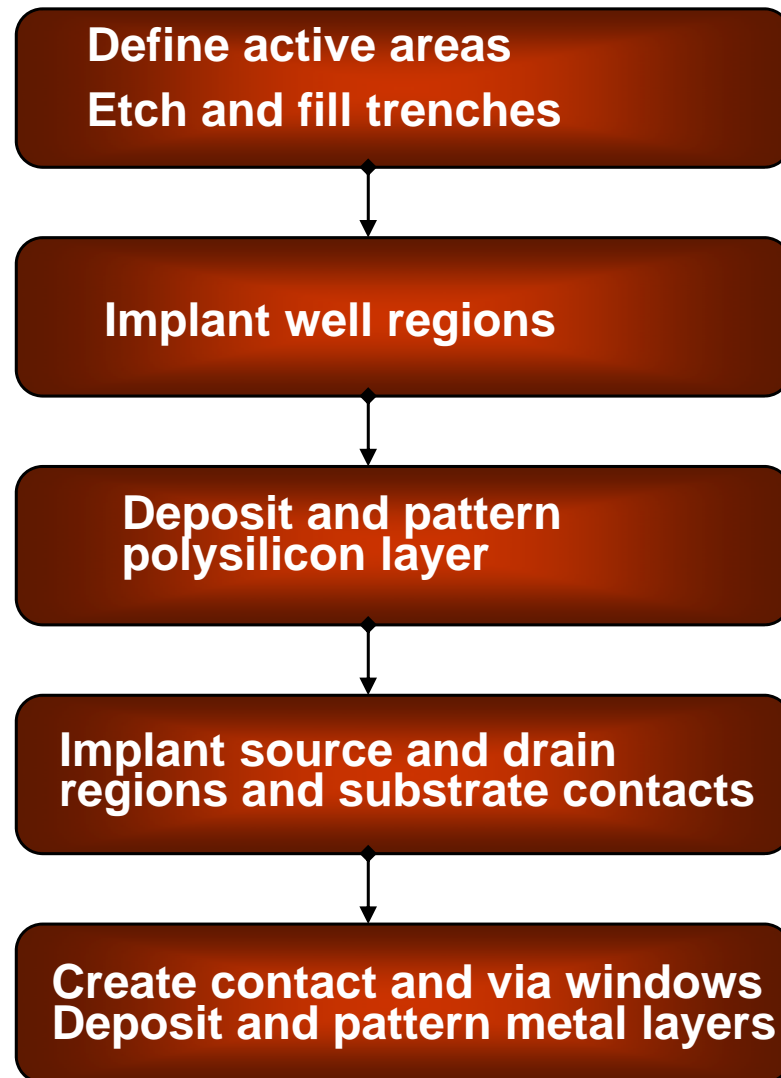 Define active areas
Etch and fill trenches
Implant well regions
Deposit and pattern
polysilicon layer
Implant source and drain
regions and substrate contacts
Create contact and via windows
Deposit and pattern metal layers